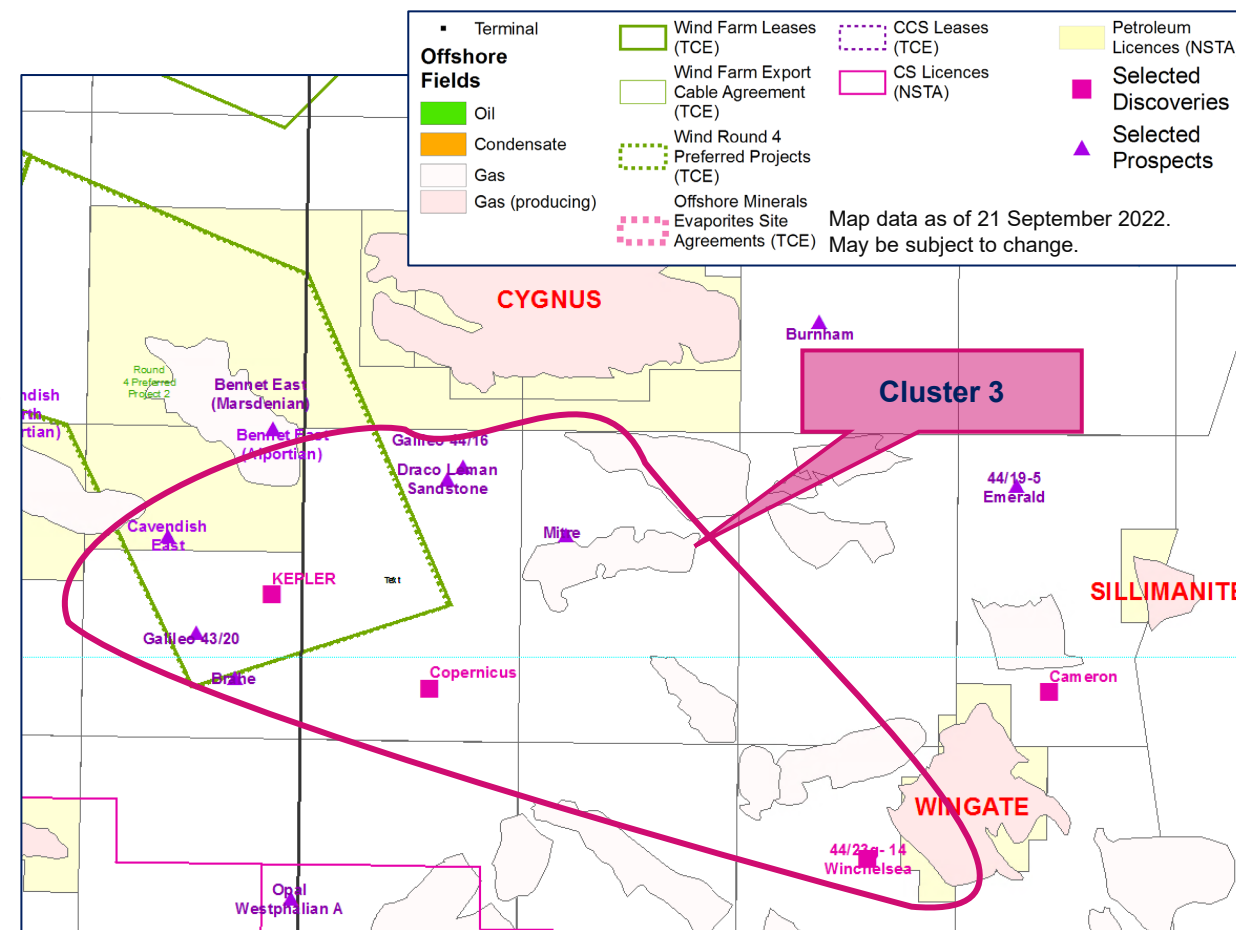 Terminal
Offshore
Fields
Oil
Condensate
Gas
Gas (producing)
Wind Farm Leases
(TCE)
Wind Farm Export
Cable Agreement
(TCE)
Wind Round 4
Preferred Projects
(TCE)
Offshore Minerals
Evaporites Site
Agreements (TCE)
CCS Leases
(TCE)
CS Licences
(NSTA)
Petroleum
Licences (NSTA
Selected
Discoveries
Selected
Prospects
Map data as of 21 September 2022.
May be subject to change.
CYGNUS
Burnham
Cluster 3
Round
4 Preferred
Project 2
Bennet East
(Marsdenian)
Bennet East
(Alportian)
ndish
rth
rtian)
Galileo 44/16
Draco Leman
Sandstone
44/19-5
Emerald
Cavendish
East
Mitre
KEPLER
SILLIMANITE
Galileo 43/20
Brahe
Copernicus
Cameron
WINGATE
44/23g- 14
Winchelsea
Opal
Westphalian A